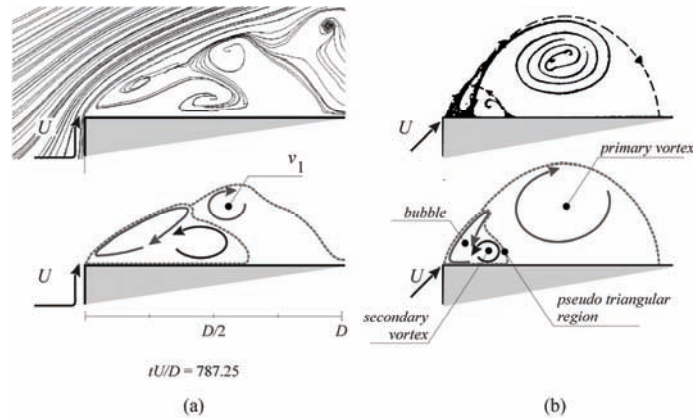 U
U
c
v1
primary vortex
bubble
U
U
secondary
vortex
pseudo triangular
region
D/2
D
tU/D = 787.25
(a)
(b)